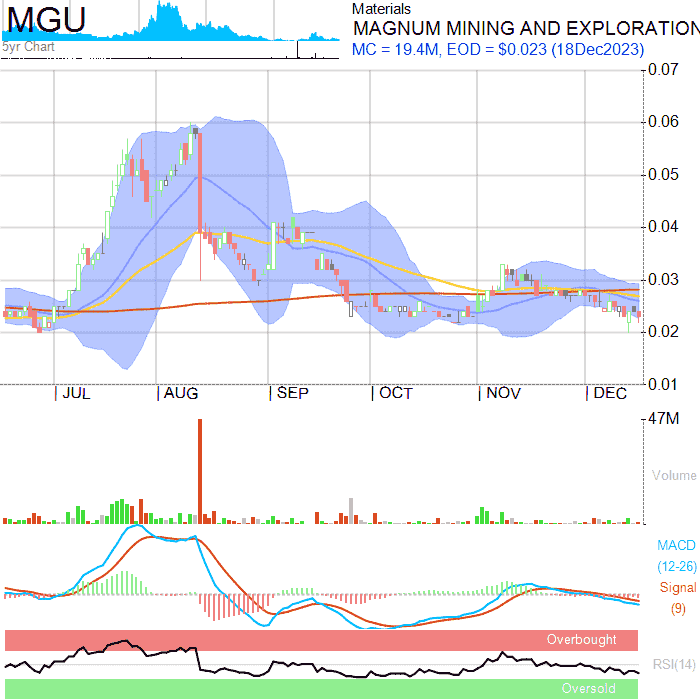 MGU
5yr Chart
Materials
MAGNUM MINING AND EXPLORATION
MC = 19.4M, EOD = $0.023 (18Dec2023)
0.07
0.06
0.05
0.04
0.03
0.02
0.01
JUL
AUG
SEP
OCT
NOV
DEC
47M
Volume
MACD
(12-26)
Signal
(9)
Overbought
RSI(14)
Oversold